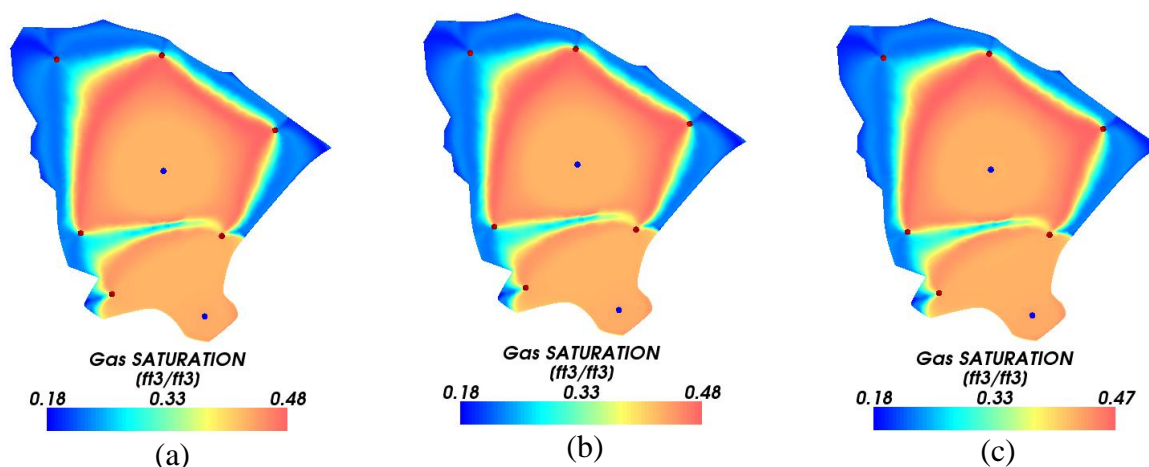 Gas SATURATION
(ft3/ft3)
0.18 0.33 0.48
(a)
Gas SATURATION
(ft3/ft3)
0.18 0.33 0.48
(b)
Gas SATURATION
(ft3/ft3)
0.18 0.33 0.47
(c)